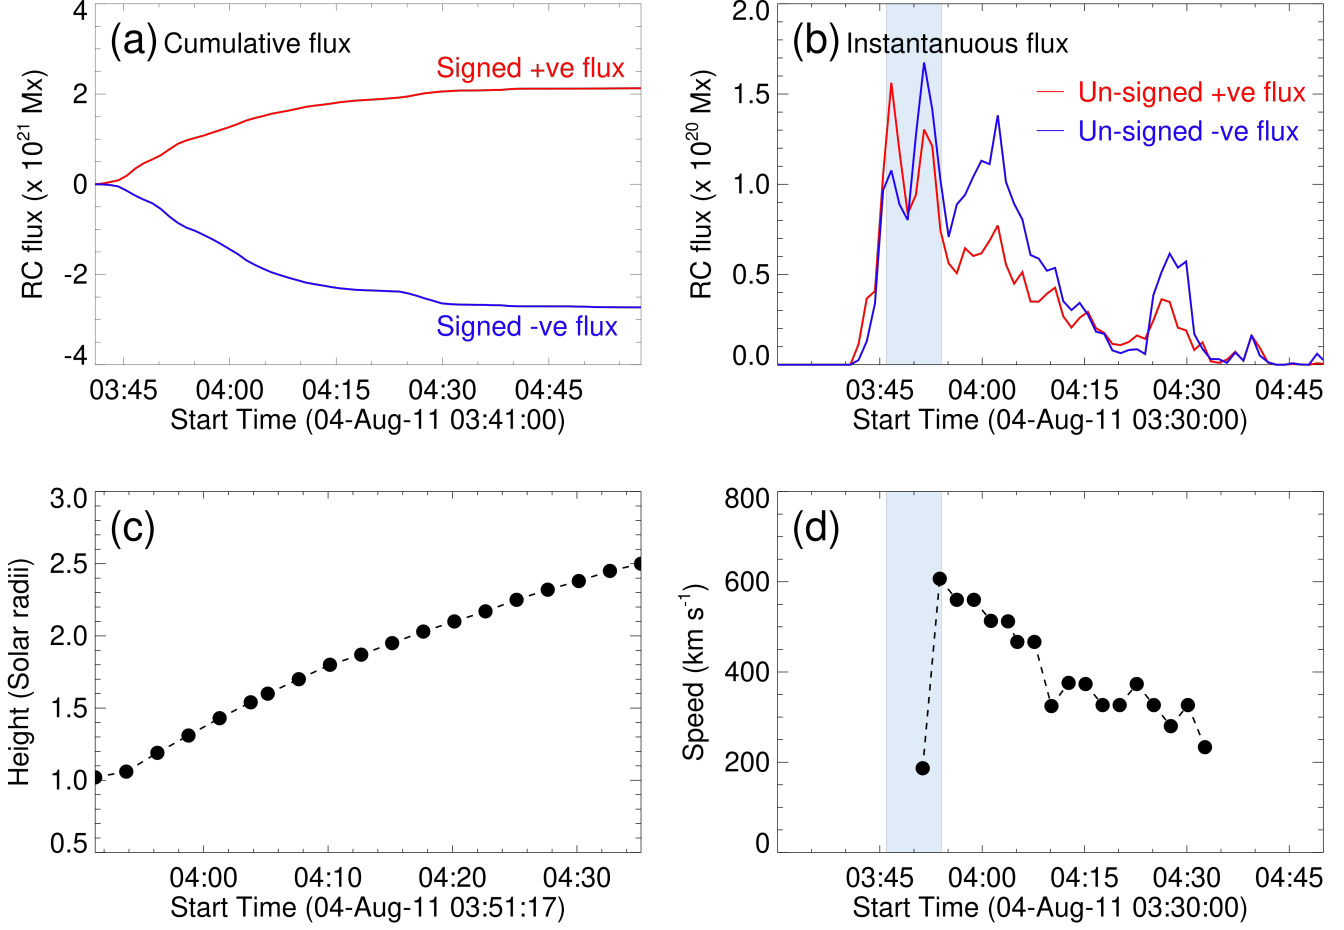 (a) Cumulative flux
Signed +ve flux
Signed -ve flux
RC flux (x 10²¹ Mx)
4
2
0
-2
-4
03:45 04:00 04:15 04:30 04:45
Start Time (04-Aug-11 03:41:00)
(b) Instantanuous flux
Un-signed +ve flux
Un-signed -ve flux
RC flux (x 10²⁰ Mx)
2.0
1.5
1.0
0.5
0.0
03:45 04:00 04:15 04:30 04:45
Start Time (04-Aug-11 03:30:00)
(c)
Height (Solar radii)
3.0
2.5
2.0
1.5
1.0
0.5
04:00 04:10 04:20 04:30
Start Time (04-Aug-11 03:51:17)
(d)
Speed (km s⁻¹)
800
600
400
200
0
03:45 04:00 04:15 04:30 04:45
Start Time (04-Aug-11 03:30:00)